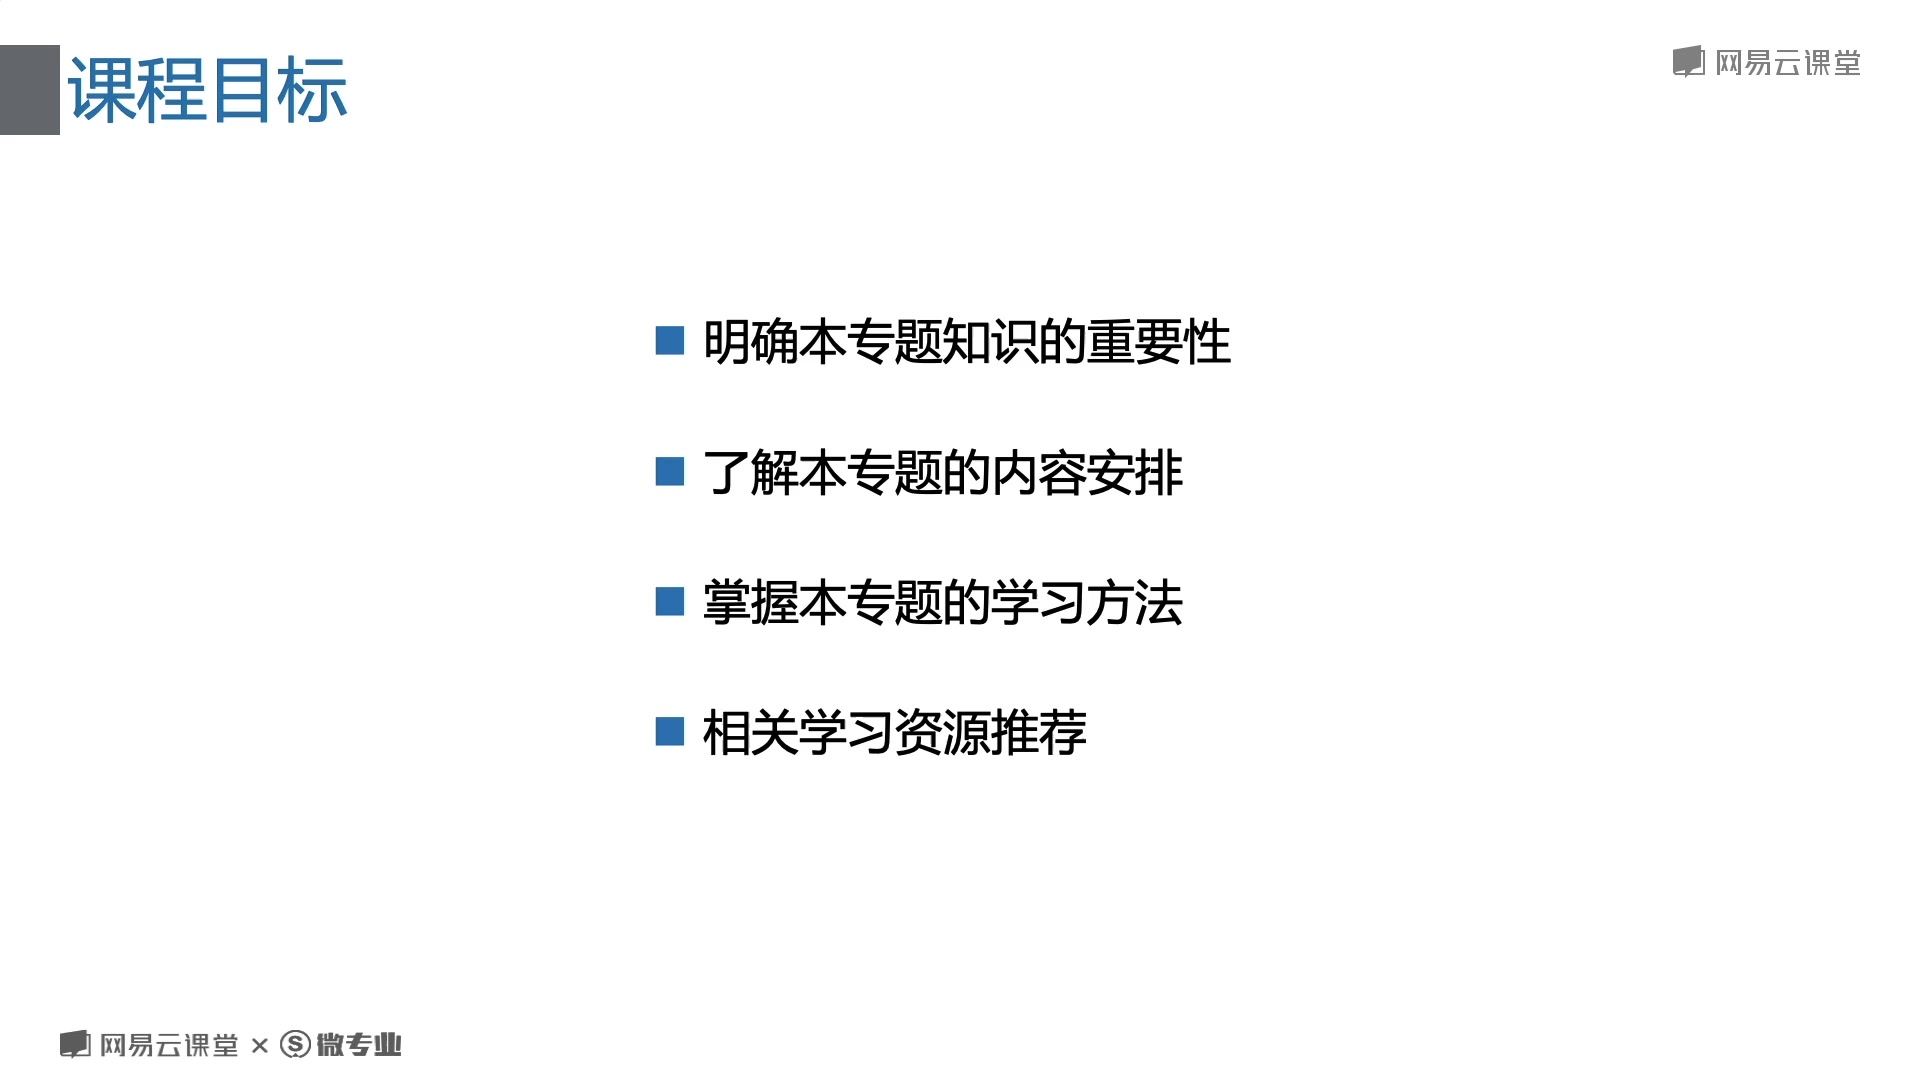 课程目标
网易云课堂
明确本专题知识的重要性
了解本专题的内容安排
掌握本专题的学习方法
相关学习资源推荐
网易云课堂 × S 微专业